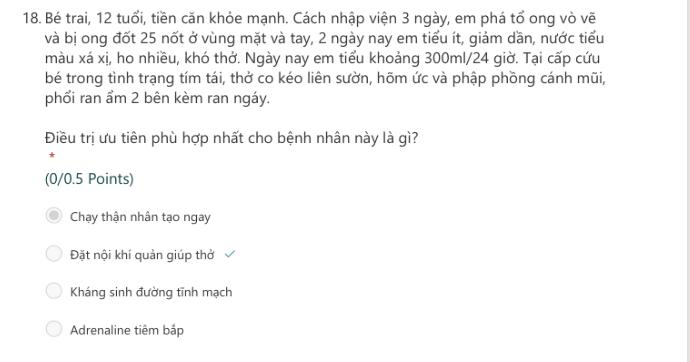 18. Bé trai, 12 tuổi, tiền căn khỏe mạnh. Cách nhập viện 3 ngày, em phá tổ ong vò vẽ
và bị ong đốt 25 nốt ở vùng mặt và tay, 2 ngày nay em tiểu ít, giảm dần, nước tiểu
màu xá xị, ho nhiều, khó thở. Ngày nay em tiểu khoảng 300ml/24 giờ. Tại cấp cứu
bé trong tình trạng tím tái, thở co kéo liên sườn, hõm ức và phập phồng cánh mũi,
phổi ran ẩm 2 bên kèm ran ngáy.
Điều trị ưu tiên phù hợp nhất cho bệnh nhân này là gì?
*
(0/0.5 Points)
Chạy thận nhân tạo ngay
Đặt nội khí quản giúp thở
Kháng sinh đường tĩnh mạch
Adrenaline tiêm bắp